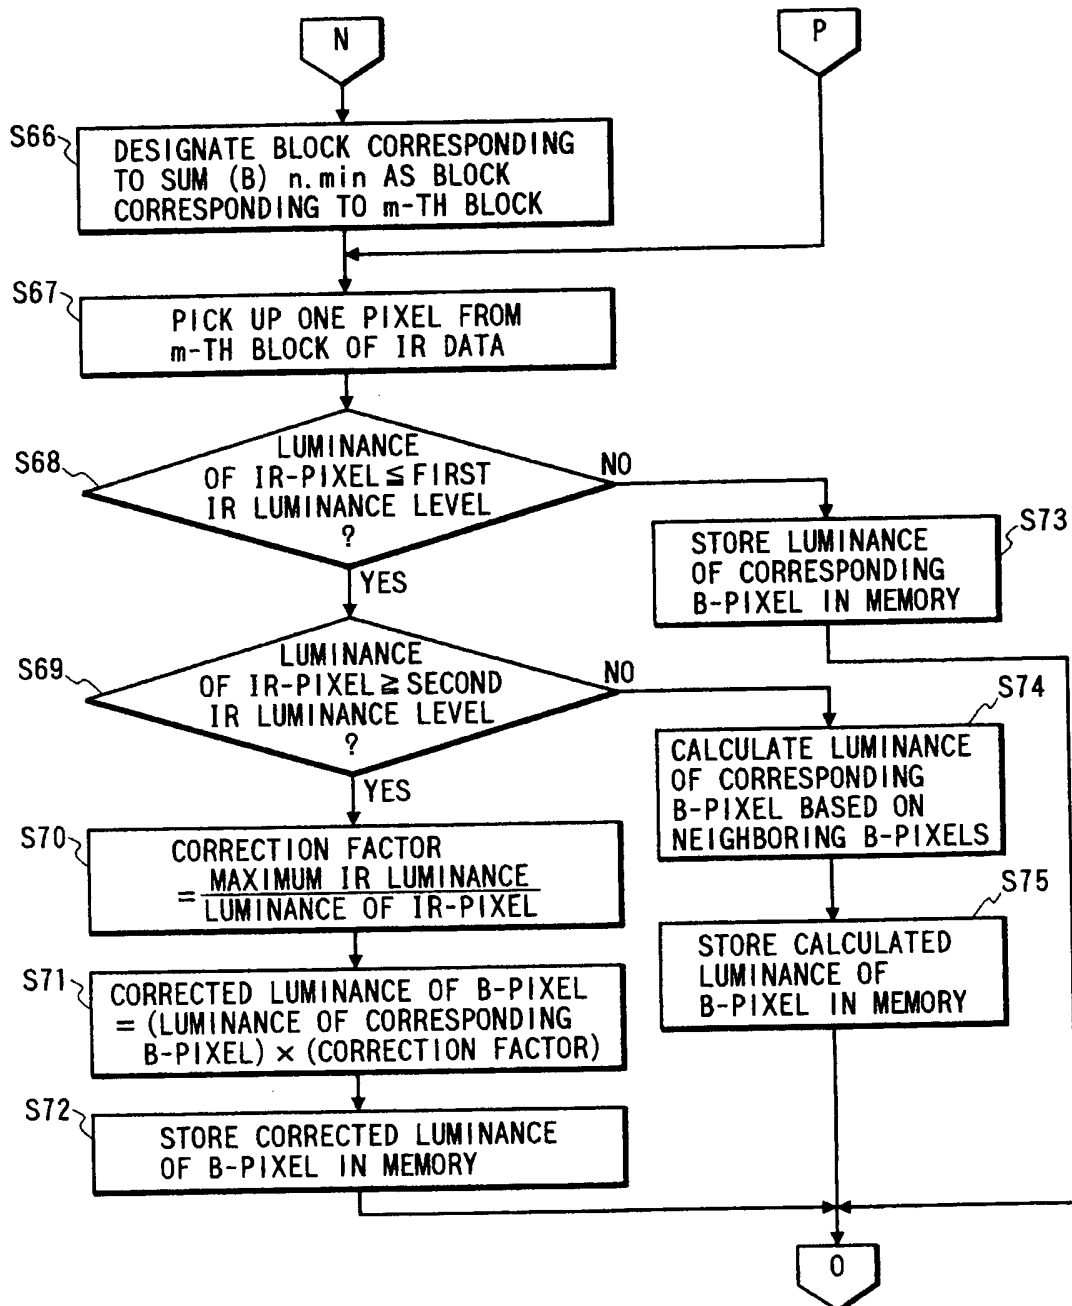 N
P
S66
DESIGNATE BLOCK CORRESPONDING
TO SUM (B) n.min AS BLOCK
CORRESPONDING TO m-TH BLOCK
S67
PICK UP ONE PIXEL FROM
m-TH BLOCK OF IR DATA
S68
LUMINANCE
OF IR-PIXEL ≦ FIRST
IR LUMINANCE LEVEL
?
NO
YES
S73
STORE LUMINANCE
OF CORRESPONDING
B-PIXEL IN MEMORY
S69
LUMINANCE
OF IR-PIXEL ≧ SECOND
IR LUMINANCE LEVEL
?
NO
YES
S74
CALCULATE LUMINANCE
OF CORRESPONDING
B-PIXEL BASED ON
NEIGHBORING B-PIXELS
S70
CORRECTION FACTOR
= MAXIMUM IR LUMINANCE
LUMINANCE OF IR-PIXEL
S75
STORE CALCULATED
LUMINANCE OF
B-PIXEL IN MEMORY
S71
CORRECTED LUMINANCE OF B-PIXEL
= (LUMINANCE OF CORRESPONDING
B-PIXEL) × (CORRECTION FACTOR)
S72
STORE CORRECTED LUMINANCE
OF B-PIXEL IN MEMORY
O